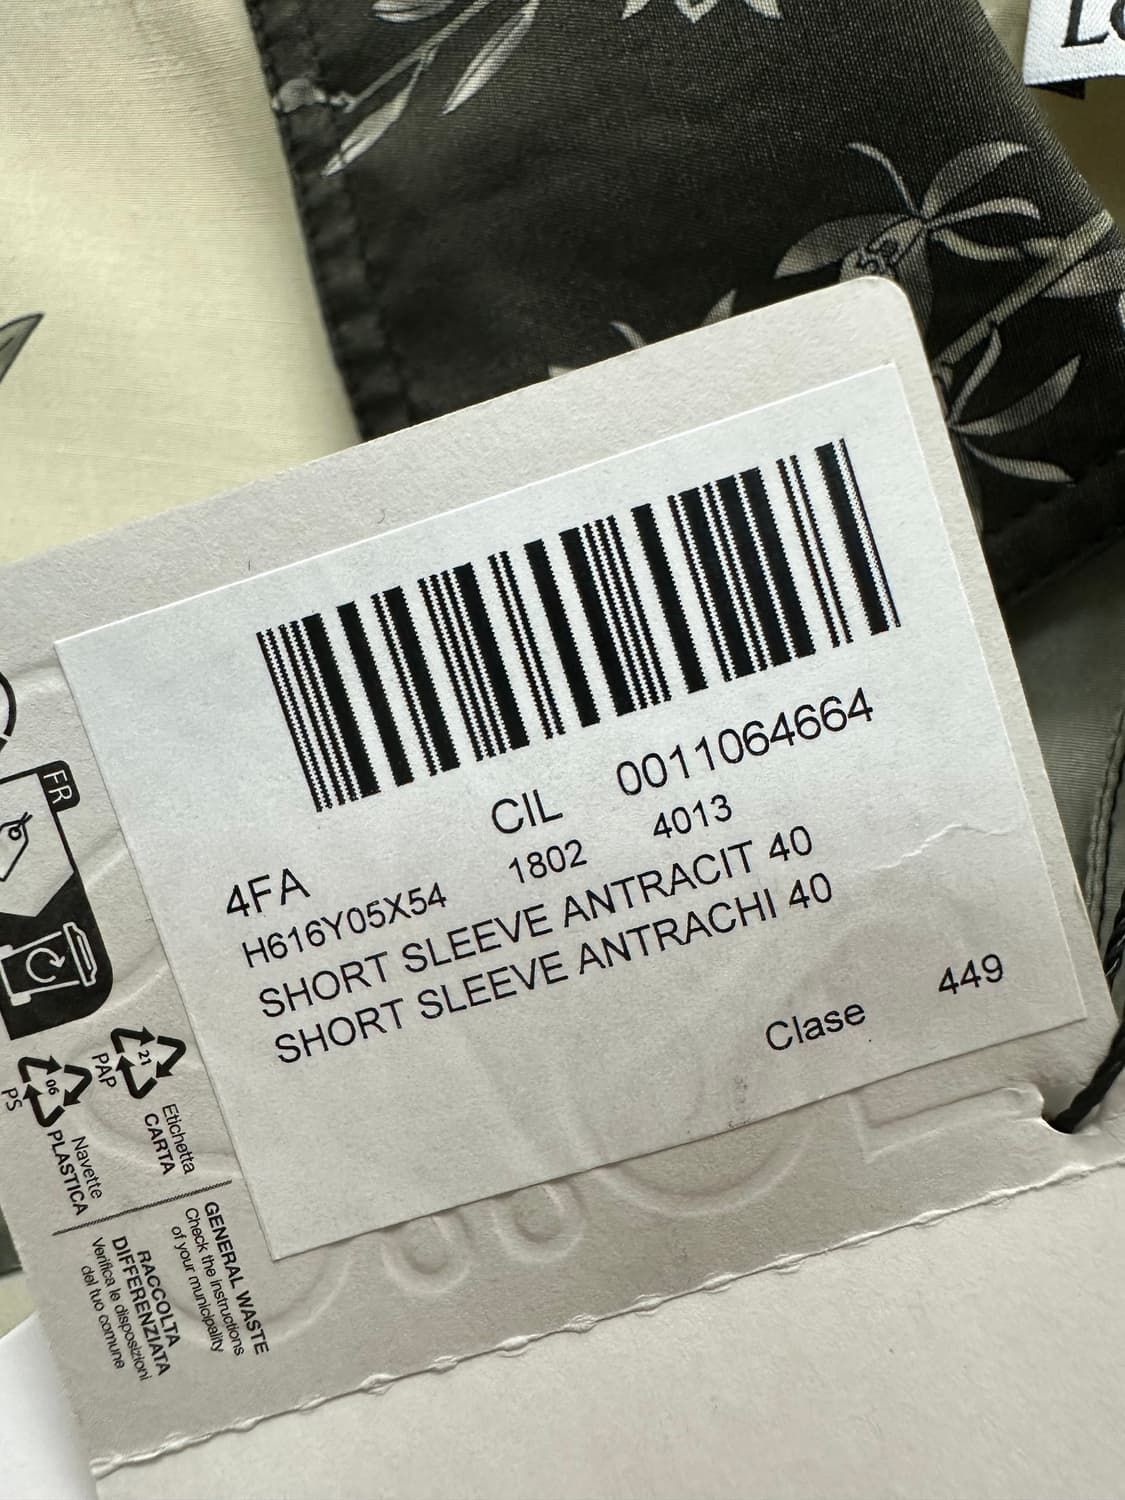 CIL 0011064664
4FA 1802 4013
H616Y05X54
SHORT SLEEVE ANTRACIT 40
SHORT SLEEVE ANTRACHI 40
Clase 449
FR
21
PAP
Etichetta
CARTA
06
PS
Navette
PLASTICA
GENERAL WASTE
Check the instructions
of your municipality
RACCOLTA
DIFFERENZIATA
Verifica le disposizioni
del tuo comune